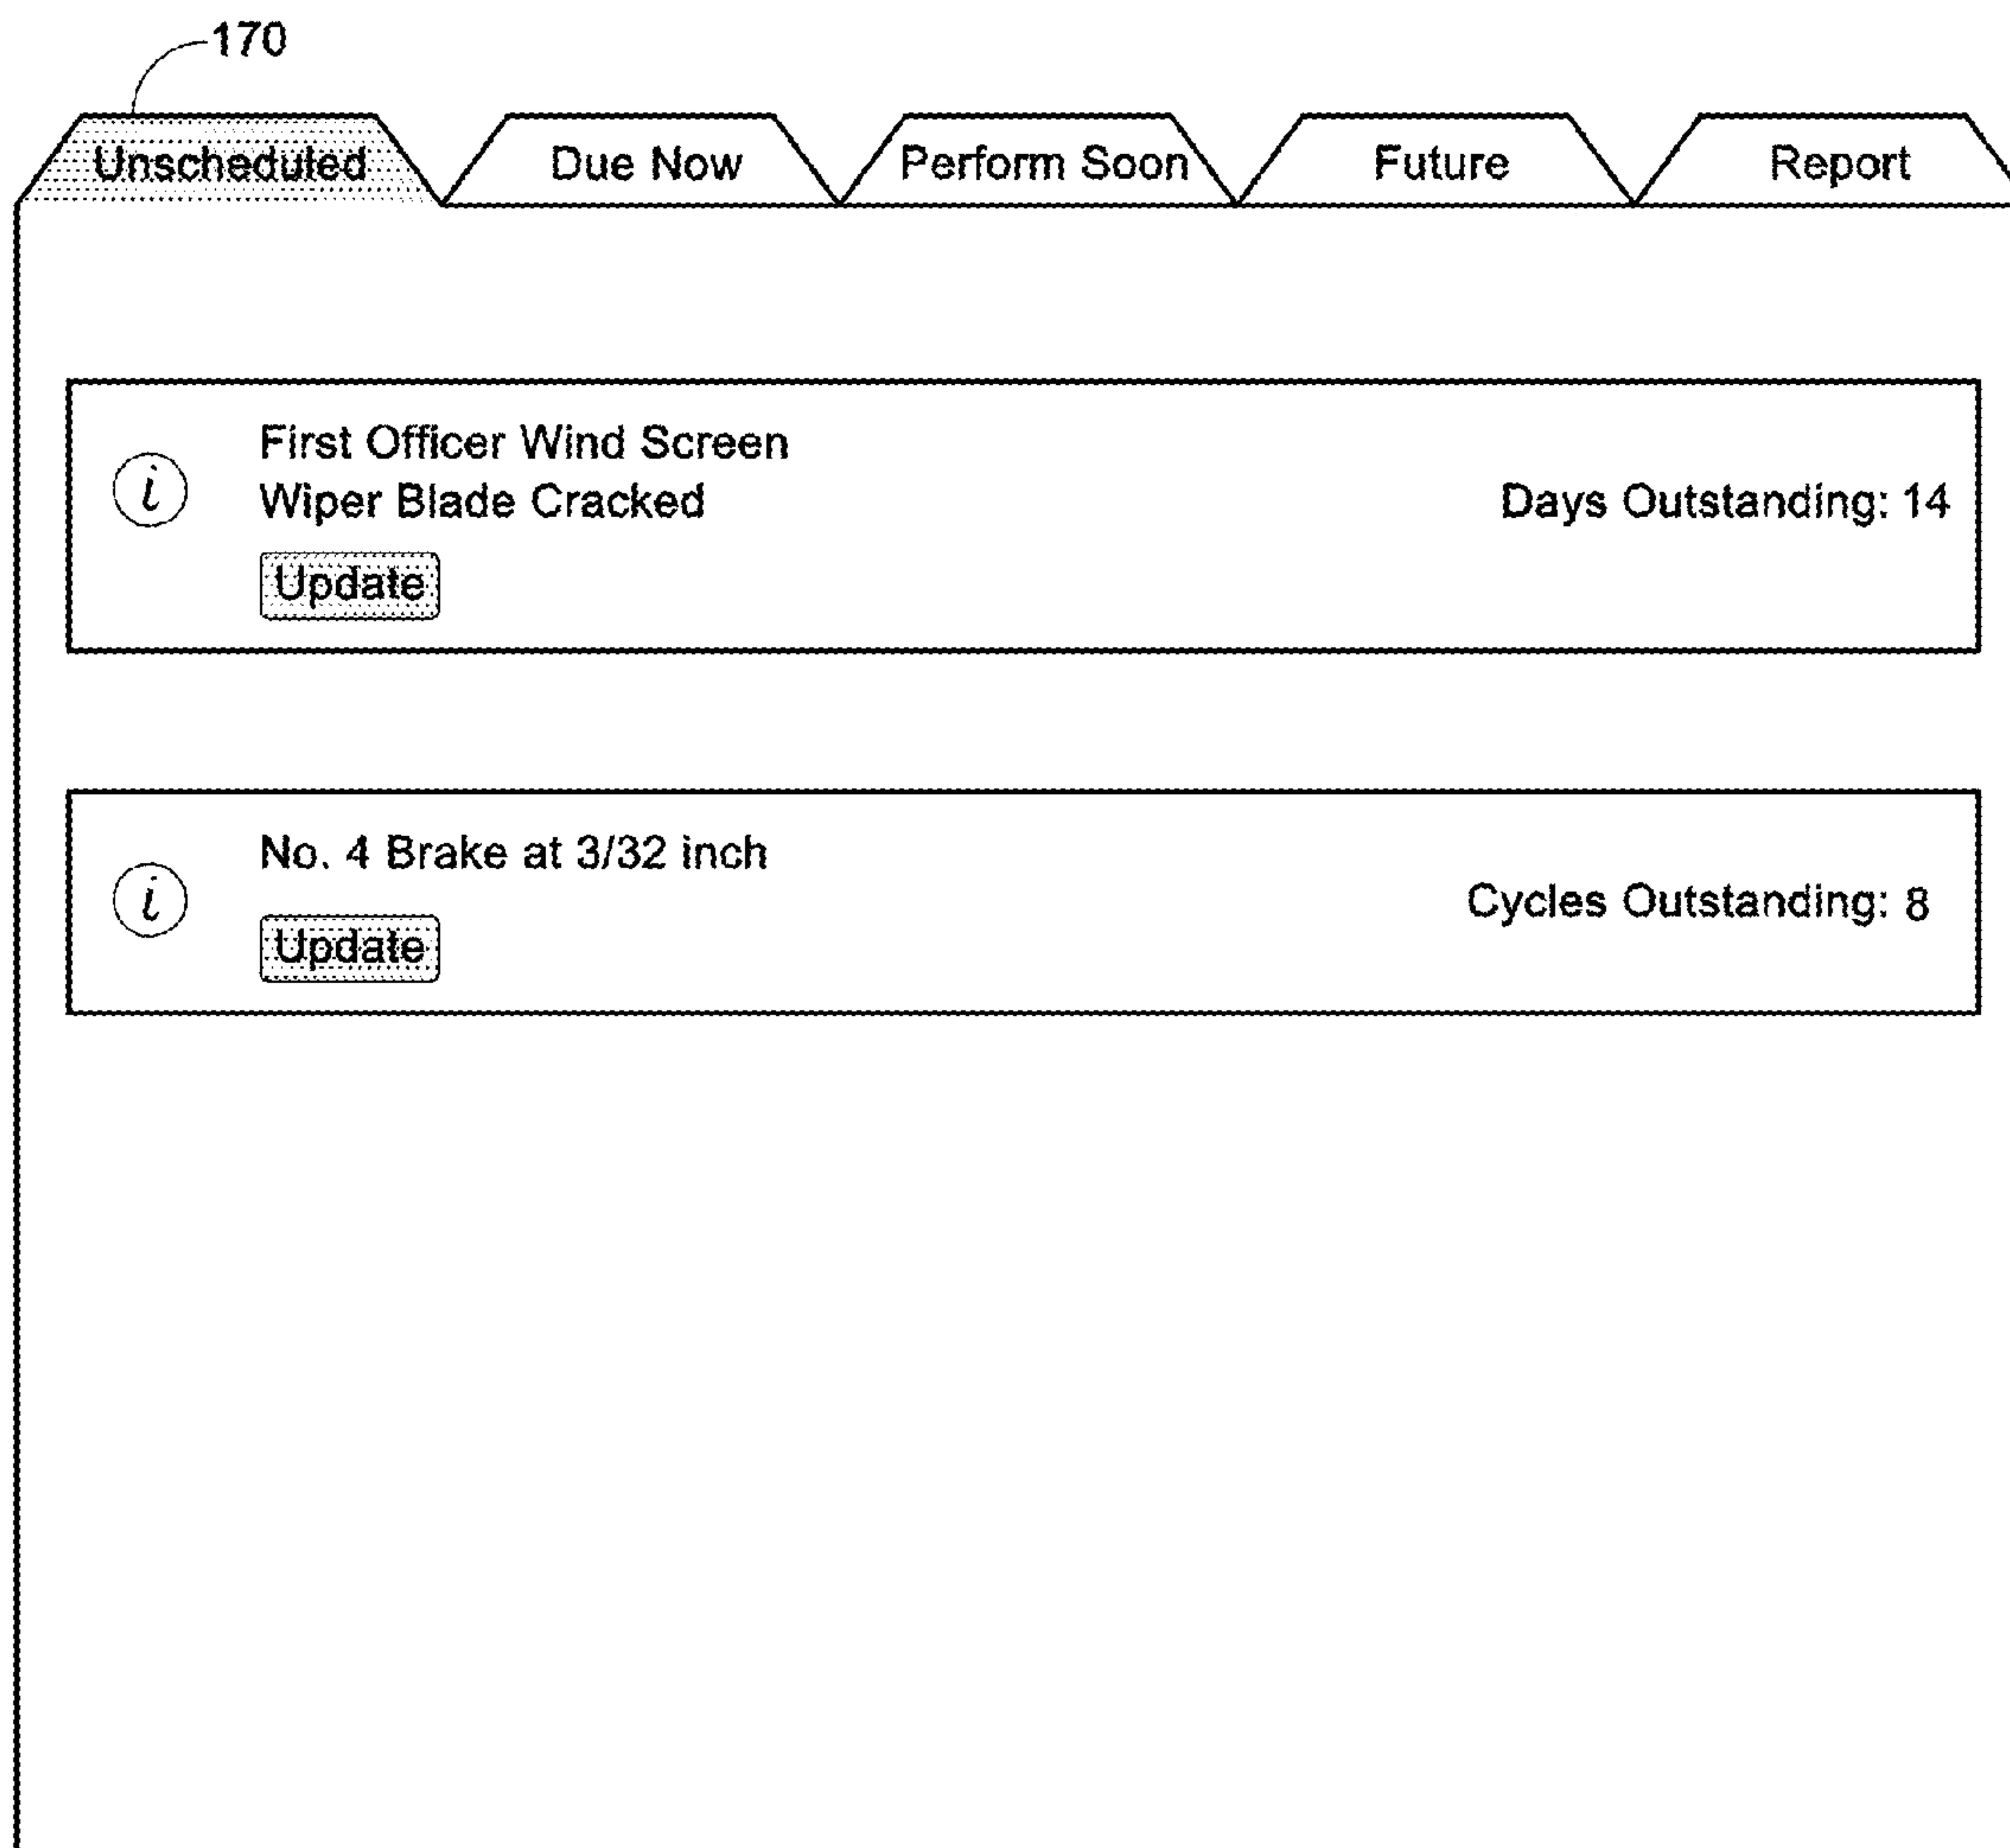 170
Unscheduled Due Now Perform Soon Future Report
First Officer Wind Screen
Wiper Blade Cracked
Days Outstanding: 14
Update
No. 4 Brake at 3/32 inch
Cycles Outstanding: 8
Update